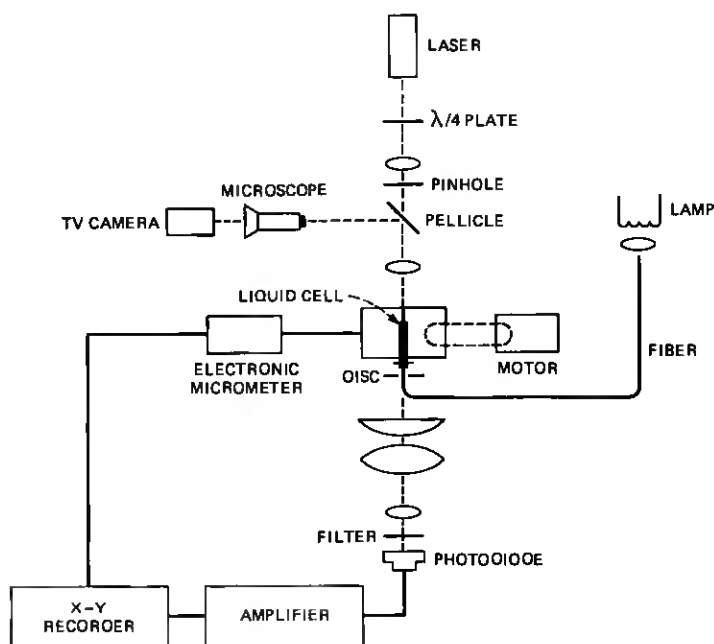 LASER
λ/4 PLATE
PINHOLE
MICROSCOPE
PELLICLE
TV CAMERA
LAMP
LIQUID CELL
ELECTRONIC
MICROMETER
OISC
MOTOR
FIBER
FILTER
PHOTOOIOOE
X-Y
RECOROER
AMPLIFIER